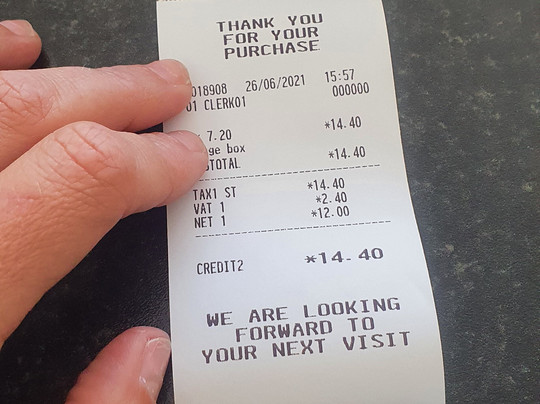 THANK YOU
FOR YOUR
PURCHASE
018908 26/06/2021 15:57
01 CLERK01 000000
7.20 *14.40
ge box
TOTAL *14.40
TAX1 ST *14.40
VAT 1 *2.40
NET 1 *12.00
CREDIT2 *14.40
WE ARE LOOKING
FORWARD TO
YOUR NEXT VISIT